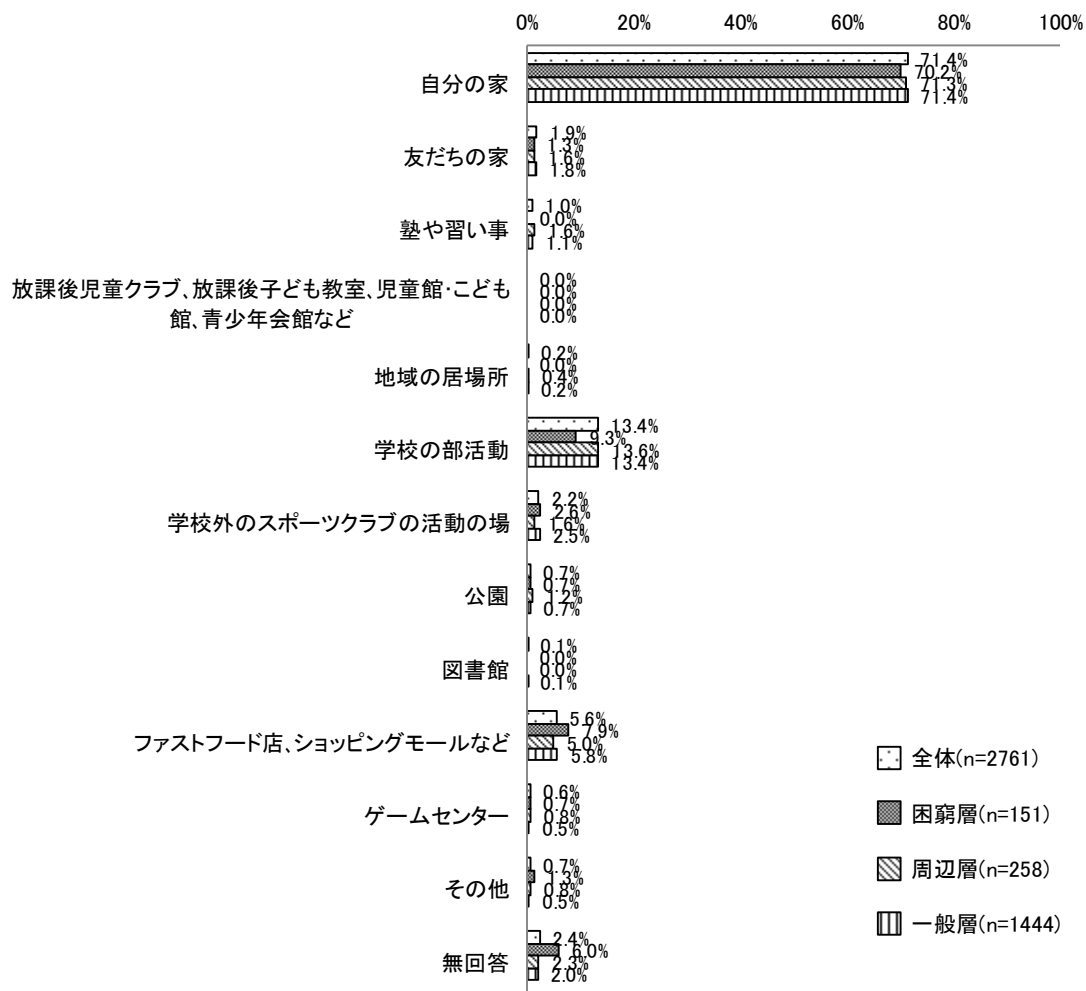 0% 20% 40% 60% 80% 100%
自分の家
71.4%
70.2%
71.3%
71.4%
友だちの家
1.9%
1.3%
1.6%
1.8%
塾や習い事
1.0%
0.0%
1.6%
1.1%
放課後児童クラブ、放課後子ども教室、児童館・こども
館、青少年会館など
0.0%
0.0%
0.0%
0.0%
地域の居場所
0.2%
0.0%
0.4%
0.2%
学校の部活動
13.4%
9.3%
13.6%
13.4%
学校外のスポーツクラブの活動の場
2.2%
2.6%
1.6%
2.5%
公園
0.7%
0.7%
1.2%
0.7%
図書館
0.1%
0.0%
0.0%
0.1%
ファストフード店、ショッピングモールなど
5.6%
7.9%
5.0%
5.8%
ゲームセンター
0.6%
0.7%
0.8%
0.5%
その他
0.7%
1.3%
0.8%
0.5%
無回答
2.4%
6.0%
2.3%
2.0%
全体(n=2761)
困窮層(n=151)
周辺層(n=258)
一般層(n=1444)